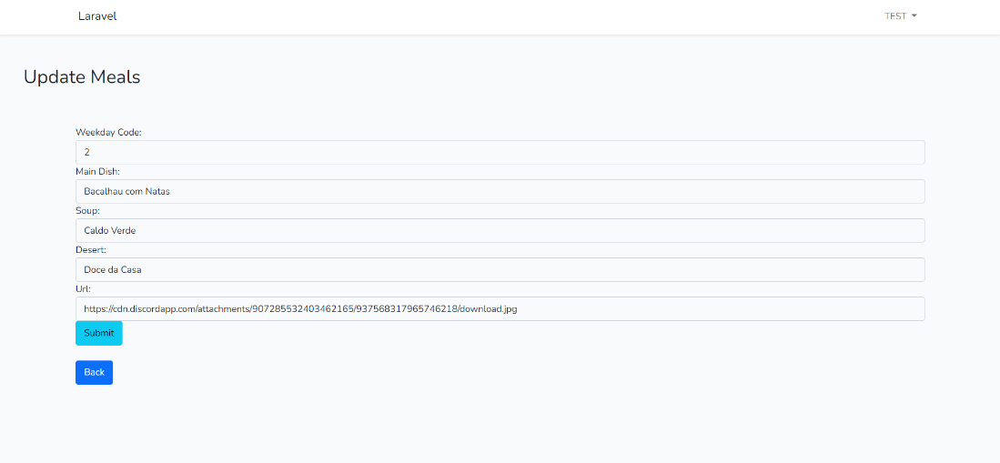 Laravel
TEST
Update Meals
Weekday Code:
2
Main Dish:
Bacalhau com Natas
Soup:
Caldo Verde
Desert:
Doce da Casa
Url:
https://cdn.discordapp.com/attachments/907285532403462165/937568317965746218/download.jpg
Submit
Back